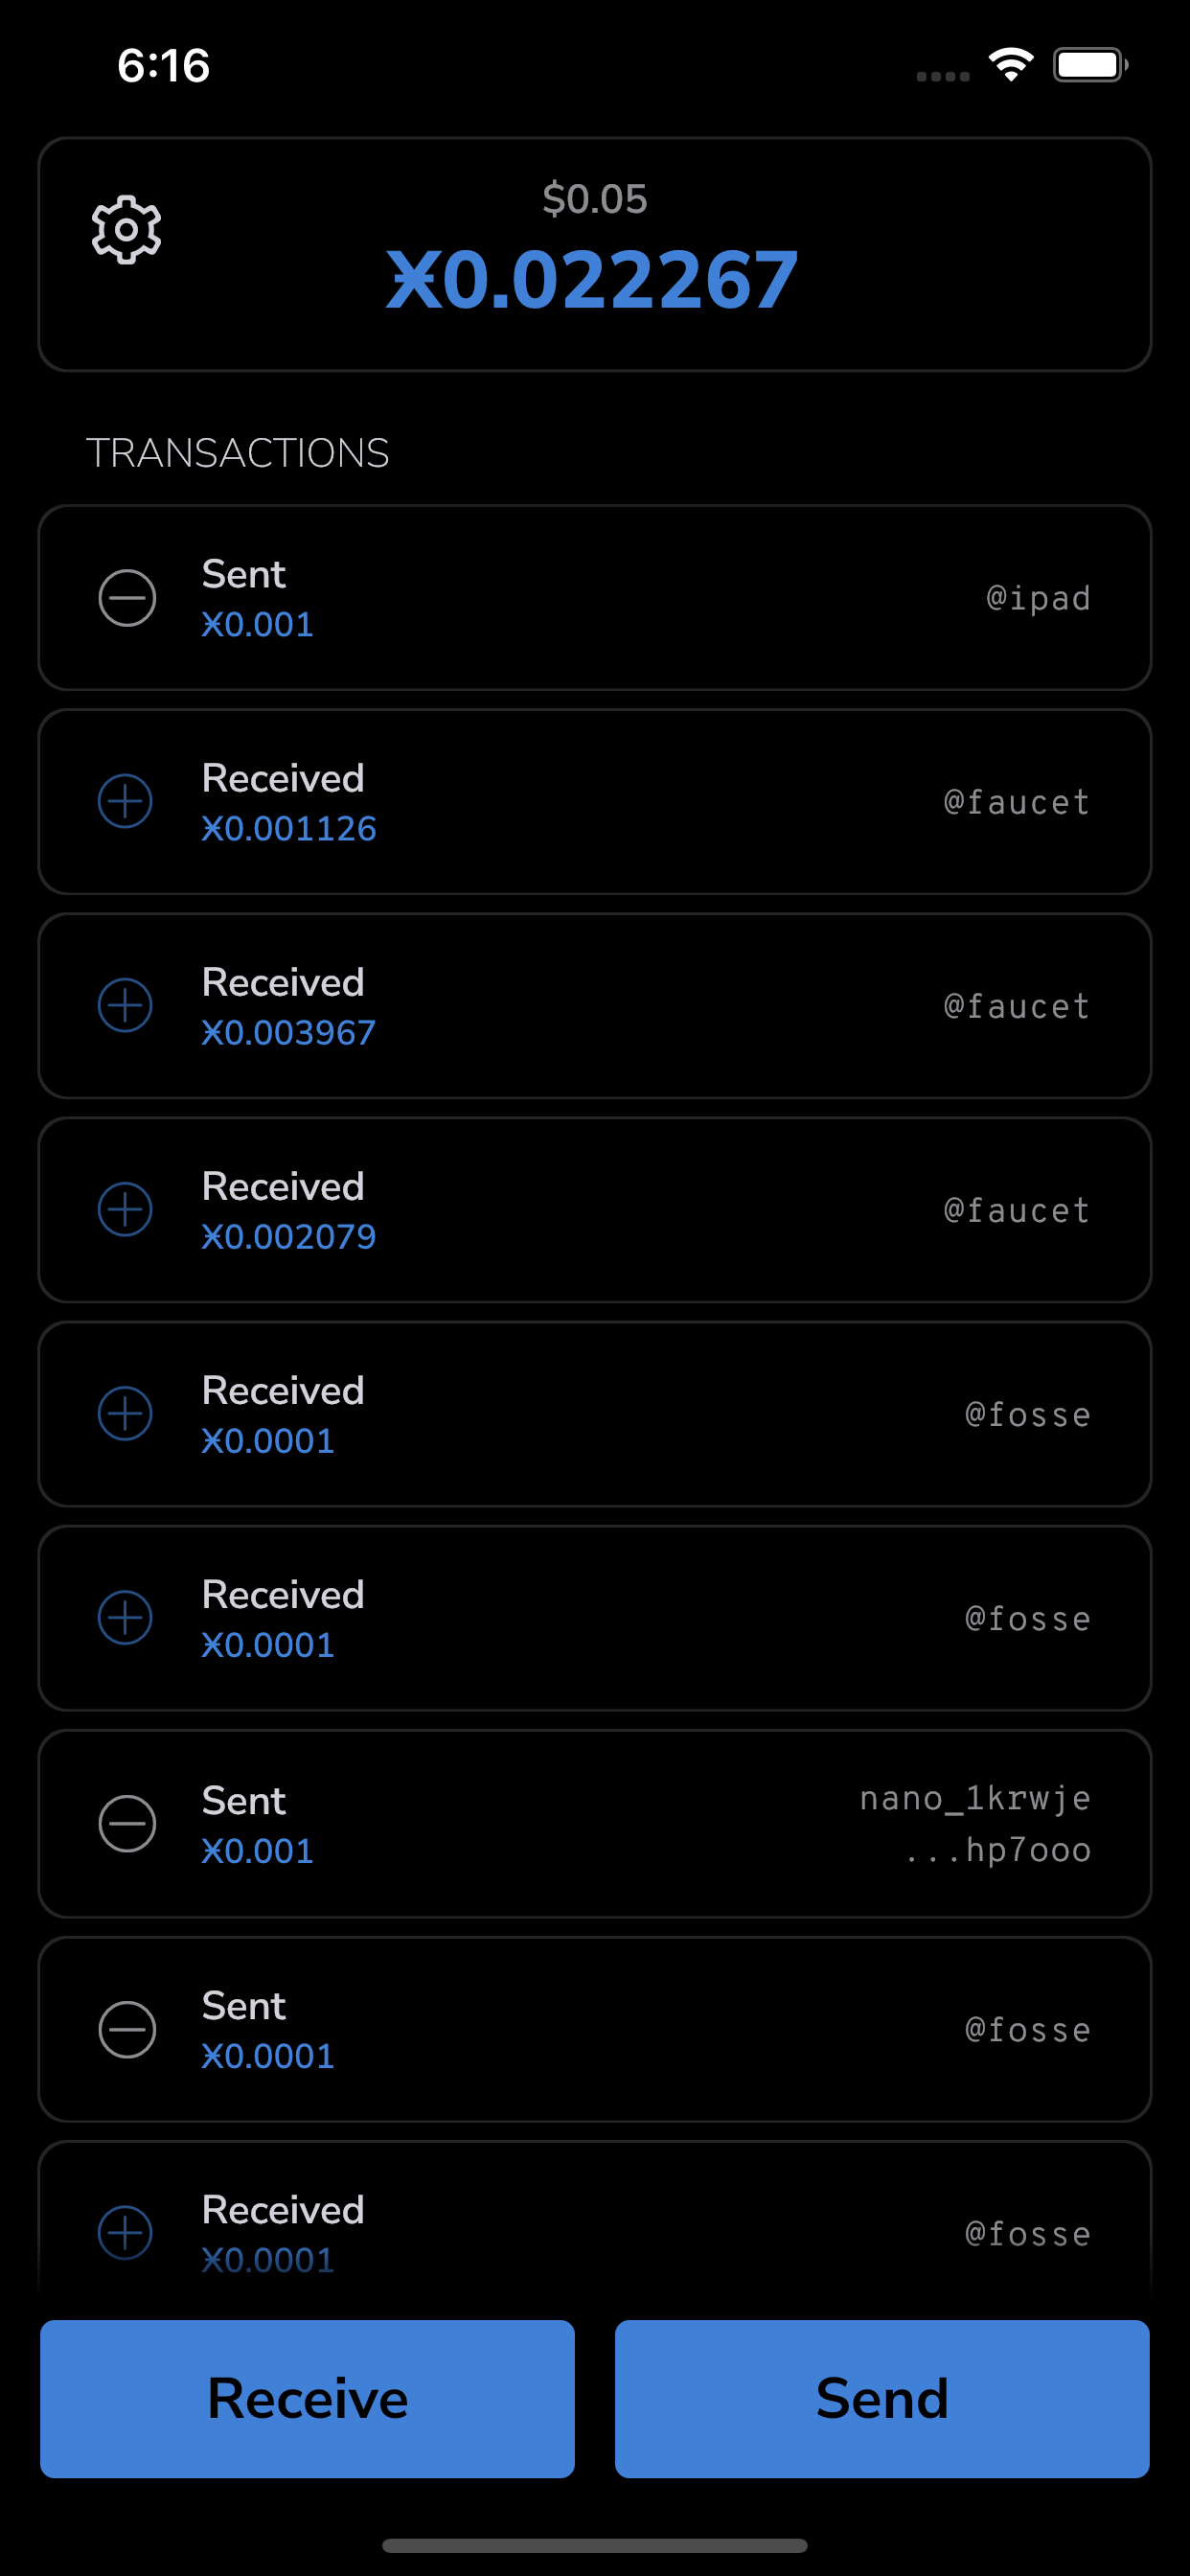 6:16
$0.05
Ӿ0.022267
TRANSACTIONS
Sent
Ӿ0.001
@ipad
Received
Ӿ0.001126
@faucet
Received
Ӿ0.003967
@faucet
Received
Ӿ0.002079
@faucet
Received
Ӿ0.0001
@fosse
Received
Ӿ0.0001
@fosse
Sent
Ӿ0.001
nano_1krwje
...hp7ooo
Sent
Ӿ0.0001
@fosse
Received
Ӿ0.0001
@fosse
Receive
Send